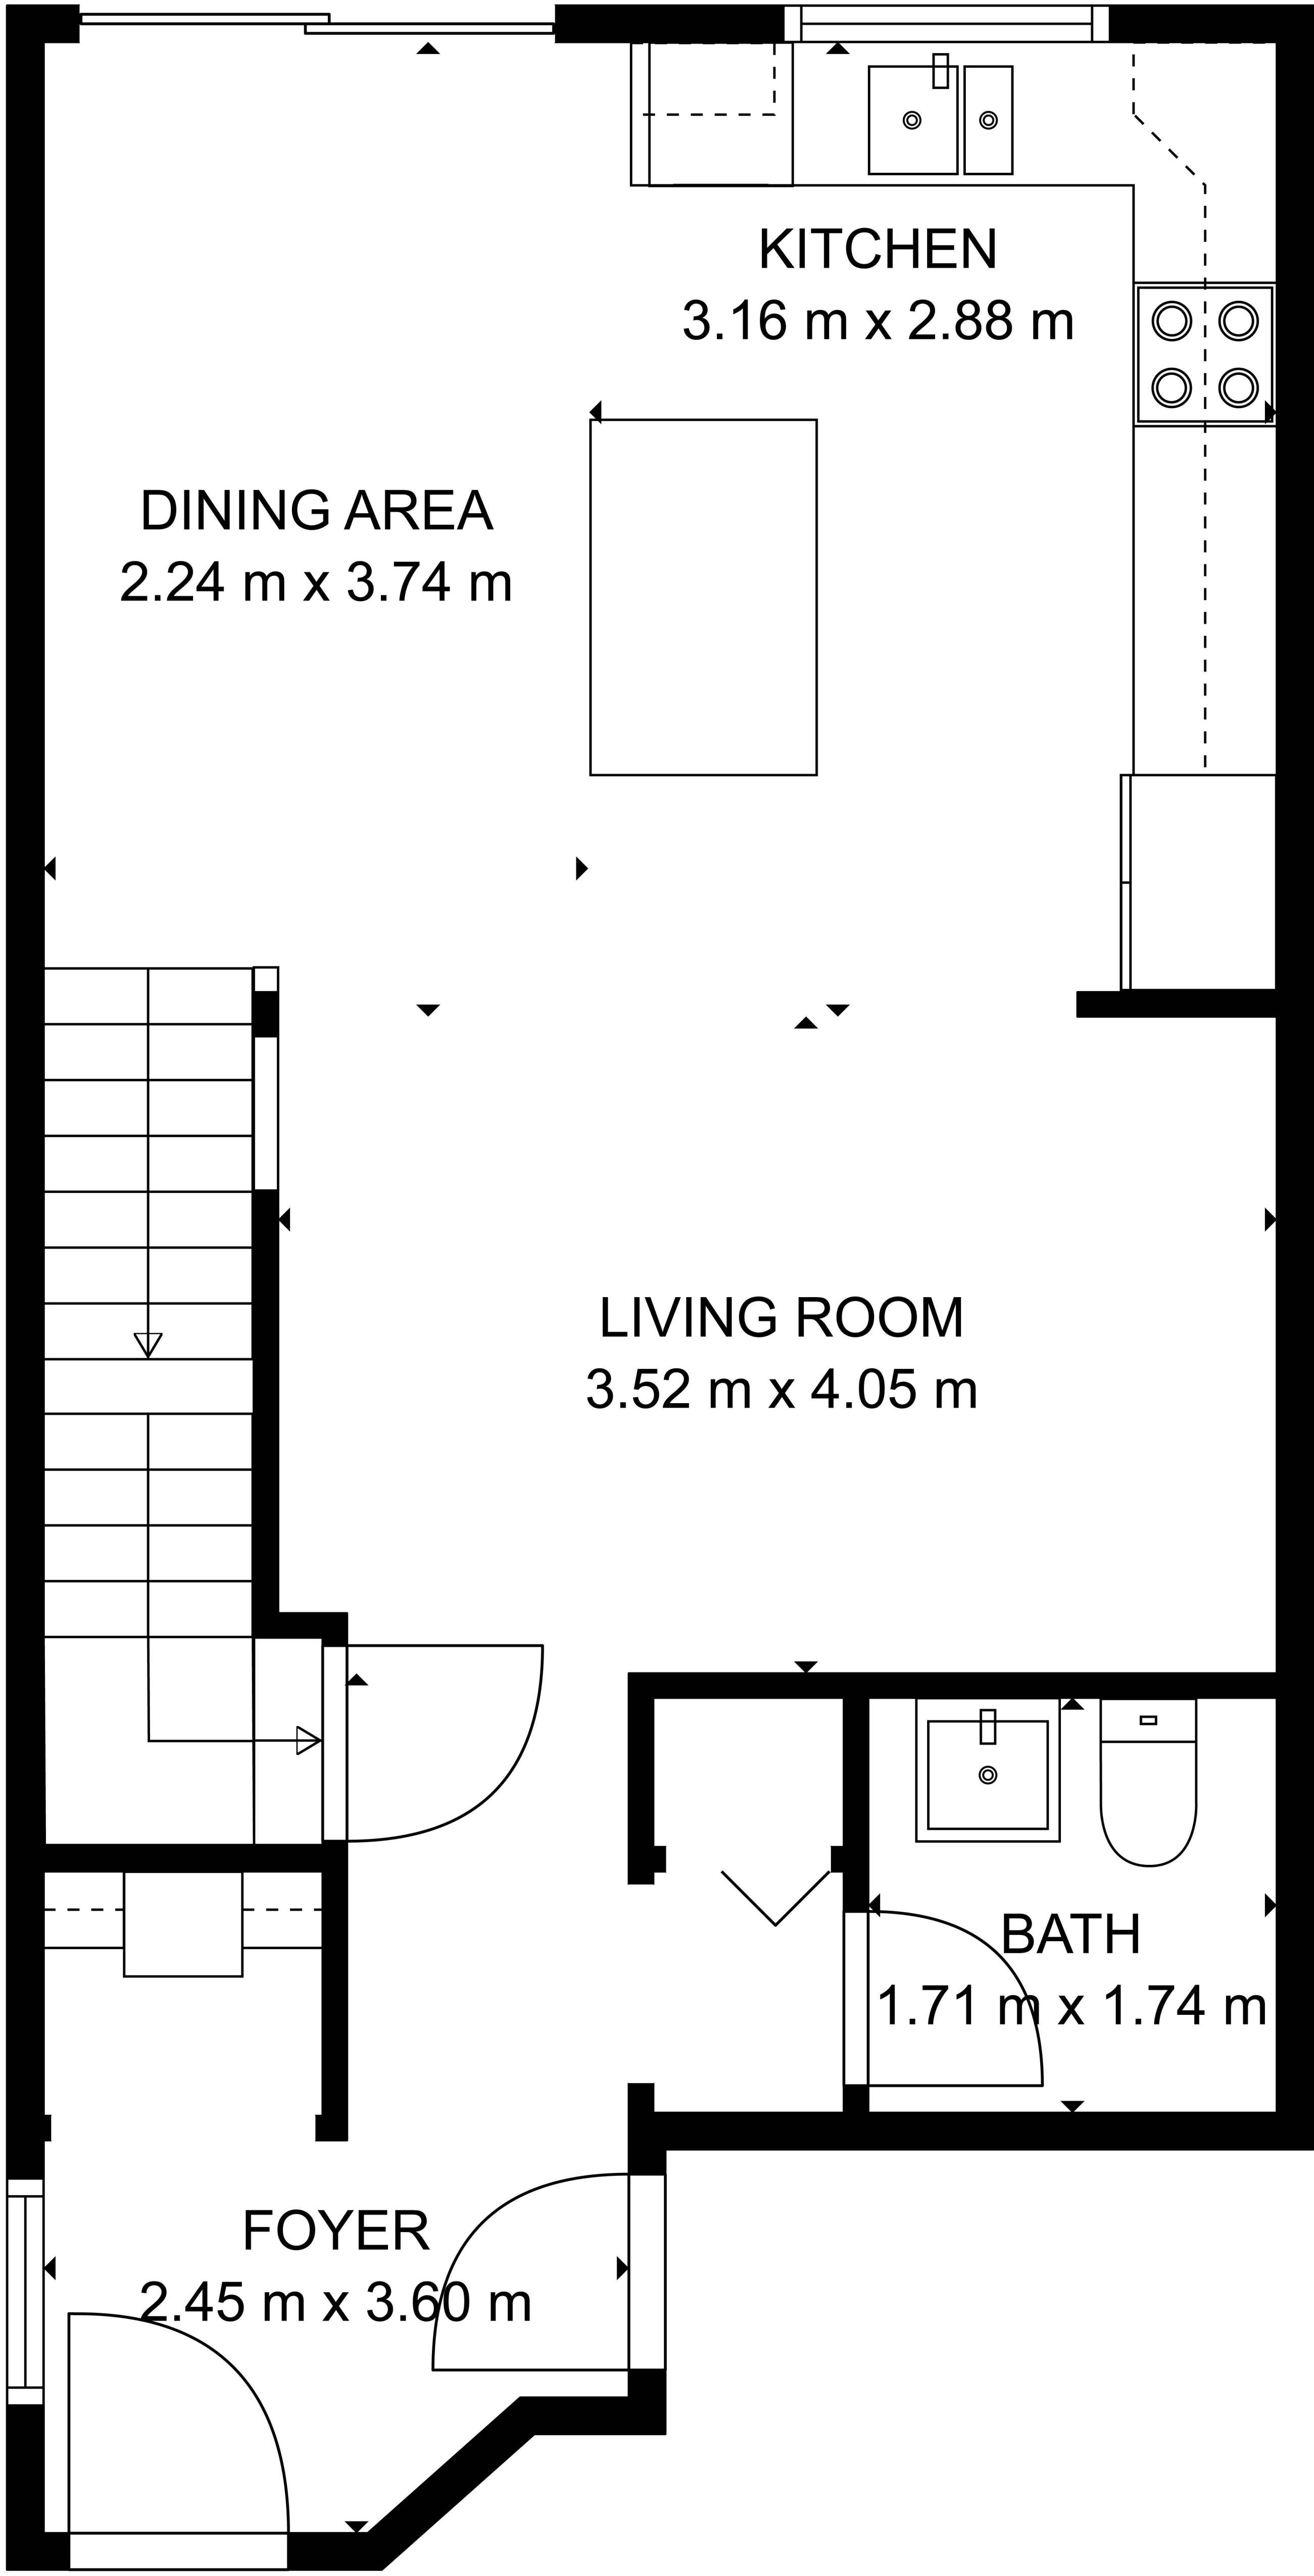 KITCHEN
3.16 m x 2.88 m
DINING AREA
2.24 m x 3.74 m
LIVING ROOM
3.52 m x 4.05 m
BATH
1.71 m x 1.74 m
FOYER
2.45 m x 3.60 m